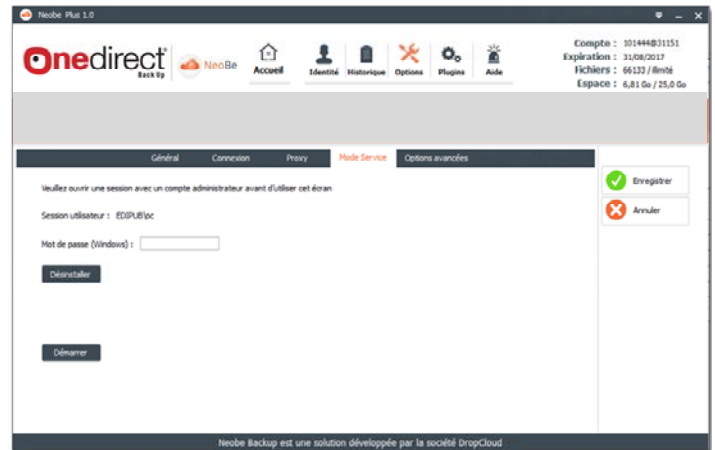 Neobe Plus 1.0
Onedirect
Back Up
NeoBe
Accueil
Identité
Historique
Options
Plugins
Aide
Compte : 101444@31151
Expiration : 31/08/2017
Fichiers : 66133 / illimité
Espace : 6,81 Go / 25,0 Go
Général
Connexion
Proxy
Mode Service
Options avancées
Veuillez ouvrir une session avec un compte administrateur avant d'utiliser cet écran
Session utilisateur : EDIPUB\pc
Mot de passe (Windows) :
Désinstaller
Démarrer
Enregistrer
Annuler
Neobe Backup est une solution développée par la société DropCloud